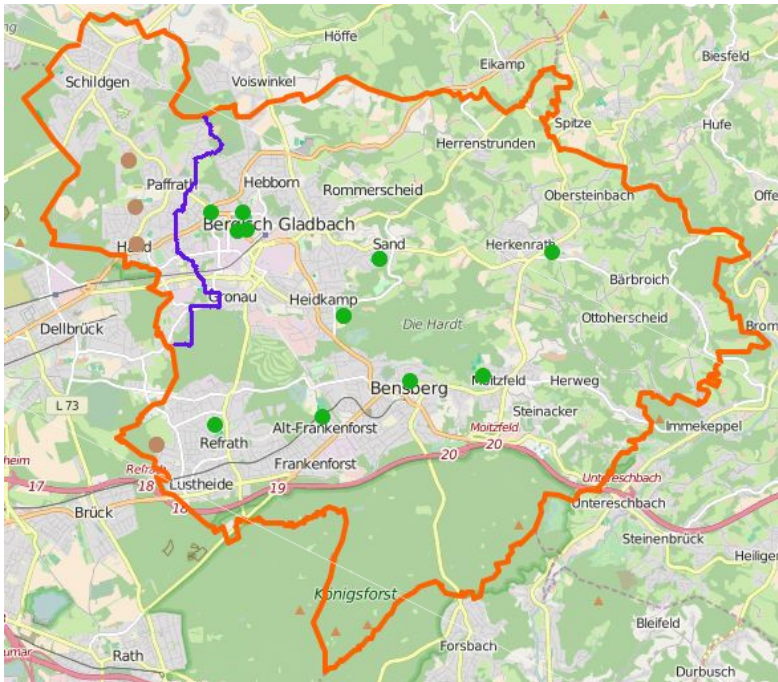 Höffe
Schildgen
Voiswinkel
Eikamp
Biesfeld
Spitze
Hufe
Herrenstrunden
Paffrath
Hebborn
Rommerscheid
Obersteinbach
Bergisch Gladbach
Hand
Sand
Herkenrath
Bärbroich
Gronau
Heidkamp
Ottoherscheid
Dellbrück
Die Hardt
L 73
Bensberg
Moitzfeld
Herweg
Steinacker
Refrath
Alt-Frankenforst
Moitzfeld
20
Immekeppel
Frankenforst
20
Refrath
17
18
Lustheide
19
18
Untereschbach
Brück
Untereschbach
Steinenbrück
Königsforst
Bleifeld
Forsbach
Rath
Durbusch